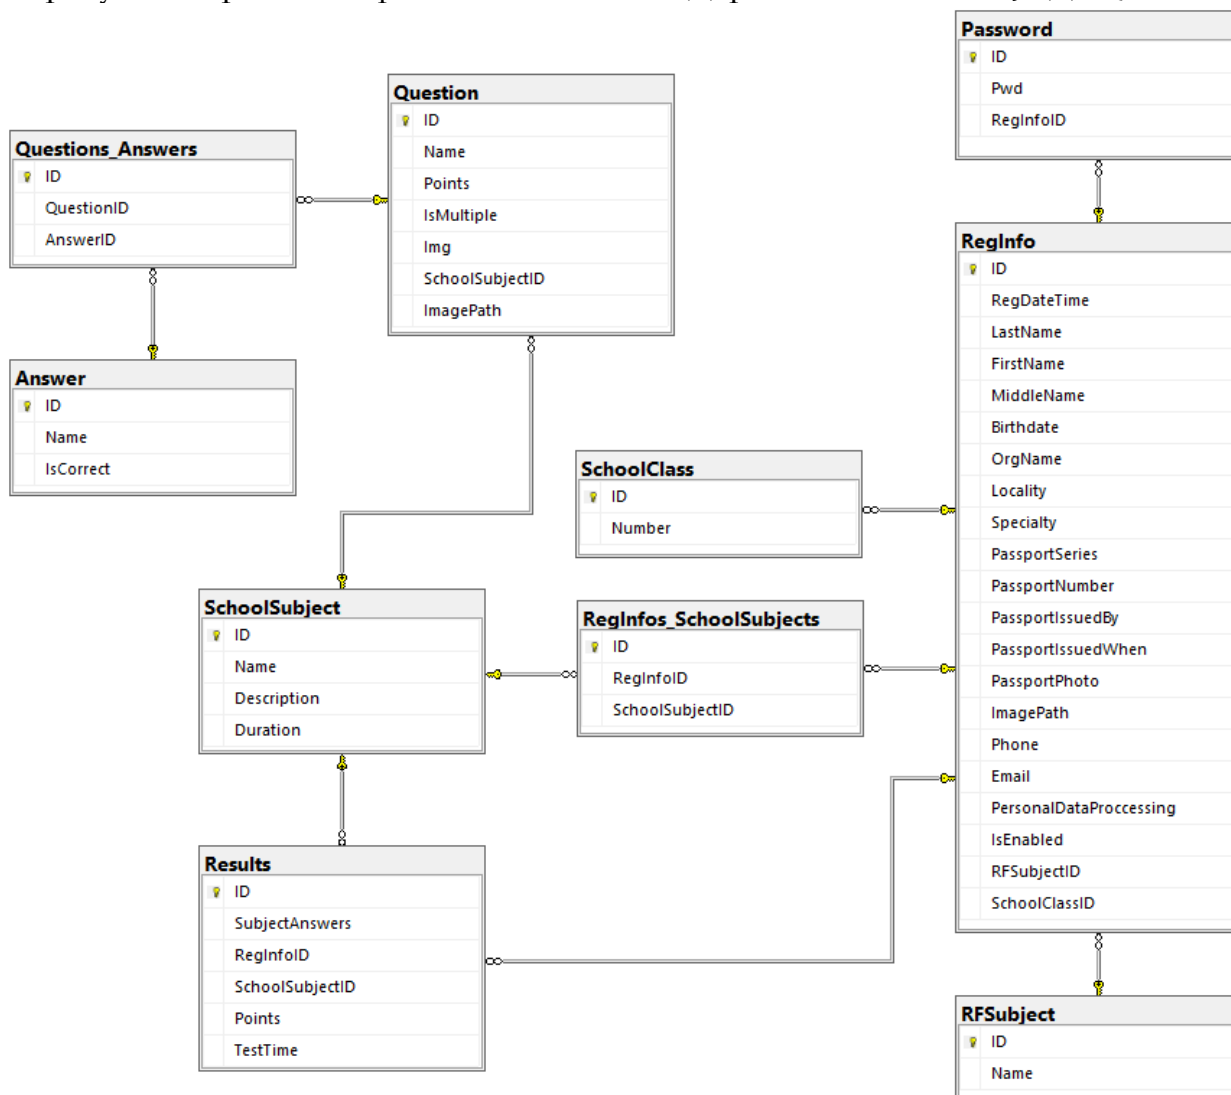 Password
ID
Pwd
RegInfoID
Question
ID
Name
Points
IsMultiple
Img
SchoolSubjectID
ImagePath
Questions_Answers
ID
QuestionID
AnswerID
Answer
ID
Name
IsCorrect
RegInfo
ID
RegDateTime
LastName
FirstName
MiddleName
Birthdate
OrgName
Locality
Specialty
PassportSeries
PassportNumber
PassportIssuedBy
PassportIssuedWhen
PassportPhoto
ImagePath
Phone
Email
PersonalDataProccessing
IsEnabled
RFSubjectID
SchoolClassID
SchoolClass
ID
Number
SchoolSubject
ID
Name
Description
Duration
RegInfos_SchoolSubjects
ID
RegInfoID
SchoolSubjectID
Results
ID
SubjectAnswers
RegInfoID
SchoolSubjectID
Points
TestTime
RFSubject
ID
Name